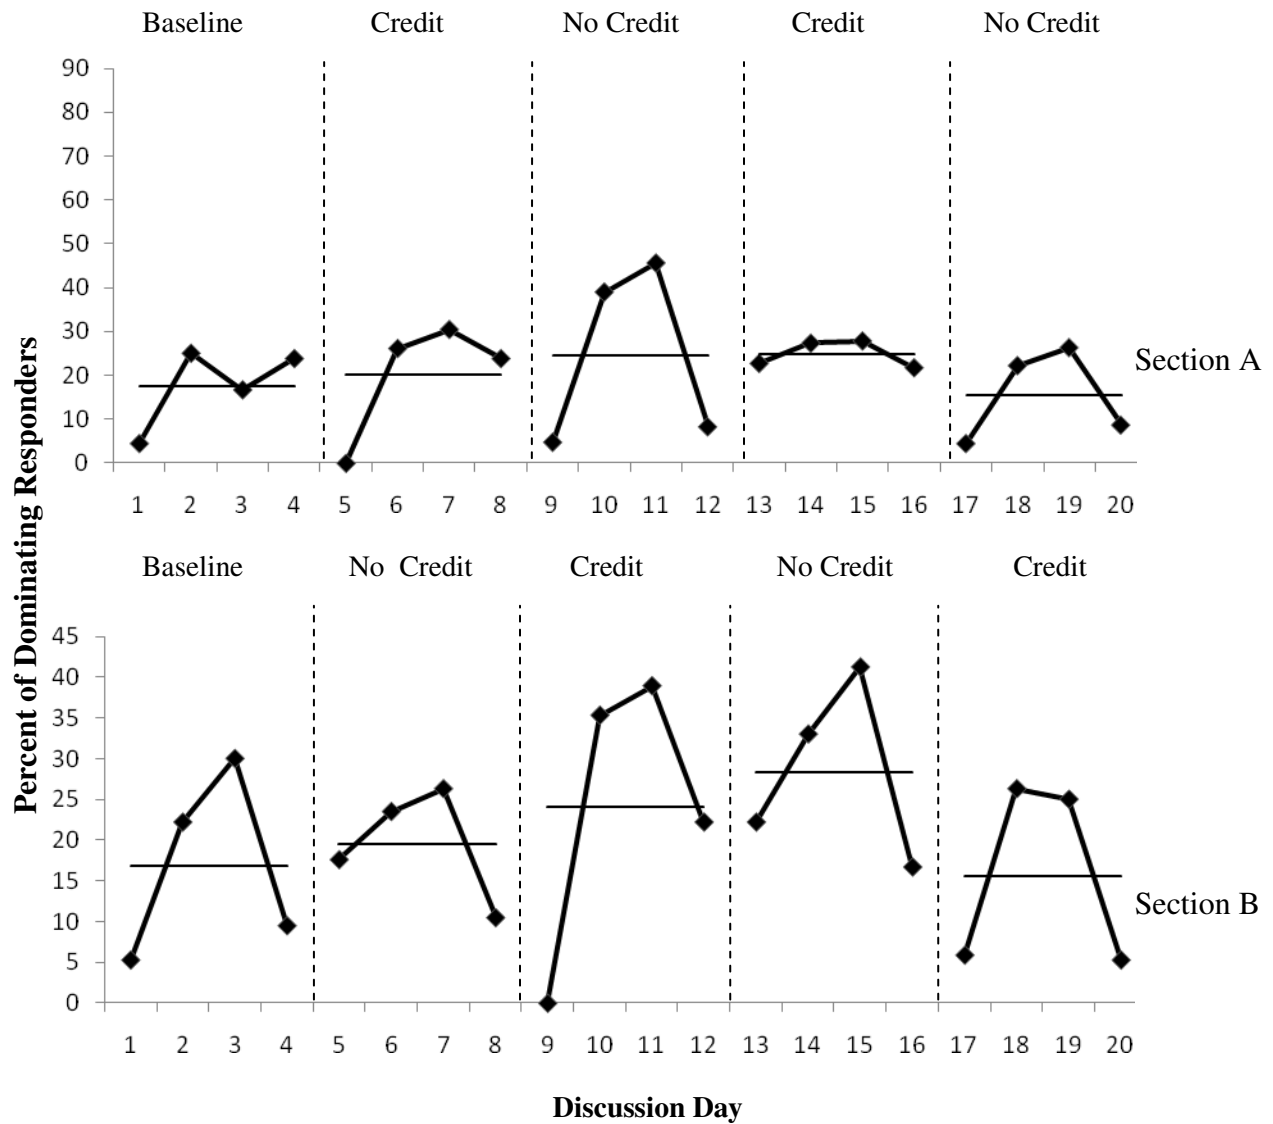 Baseline Credit No Credit Credit No Credit
90
80
70
60
50
40
30
20
10
0
Section A
1 2 3 4 5 6 7 8 9 10 11 12 13 14 15 16 17 18 19 20
Percent of Dominating Responders
Baseline No Credit Credit No Credit Credit
45
40
35
30
25
20
15
10
5
0
Section B
1 2 3 4 5 6 7 8 9 10 11 12 13 14 15 16 17 18 19 20
Discussion Day